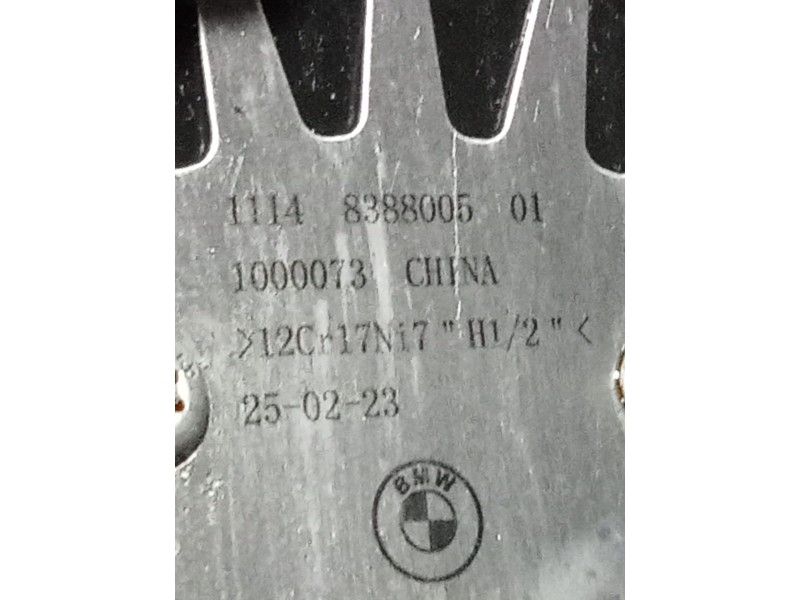 1114 8388005 01
1000073 CHINA
>12Cr17Ni7"H1/2"<
25-02-23
BMW